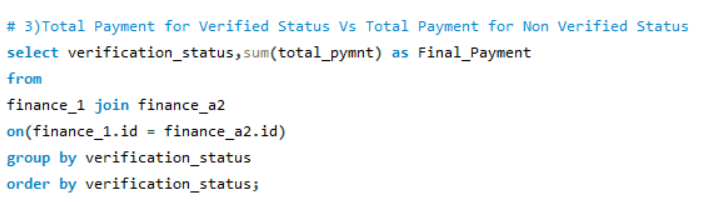 # 3)Total Payment for Verified Status Vs Total Payment for Non Verified Status
select verification_status,sum(total_pymnt) as Final_Payment
from
finance_1 join finance_a2
on(finance_1.id = finance_a2.id)
group by verification_status
order by verification_status;